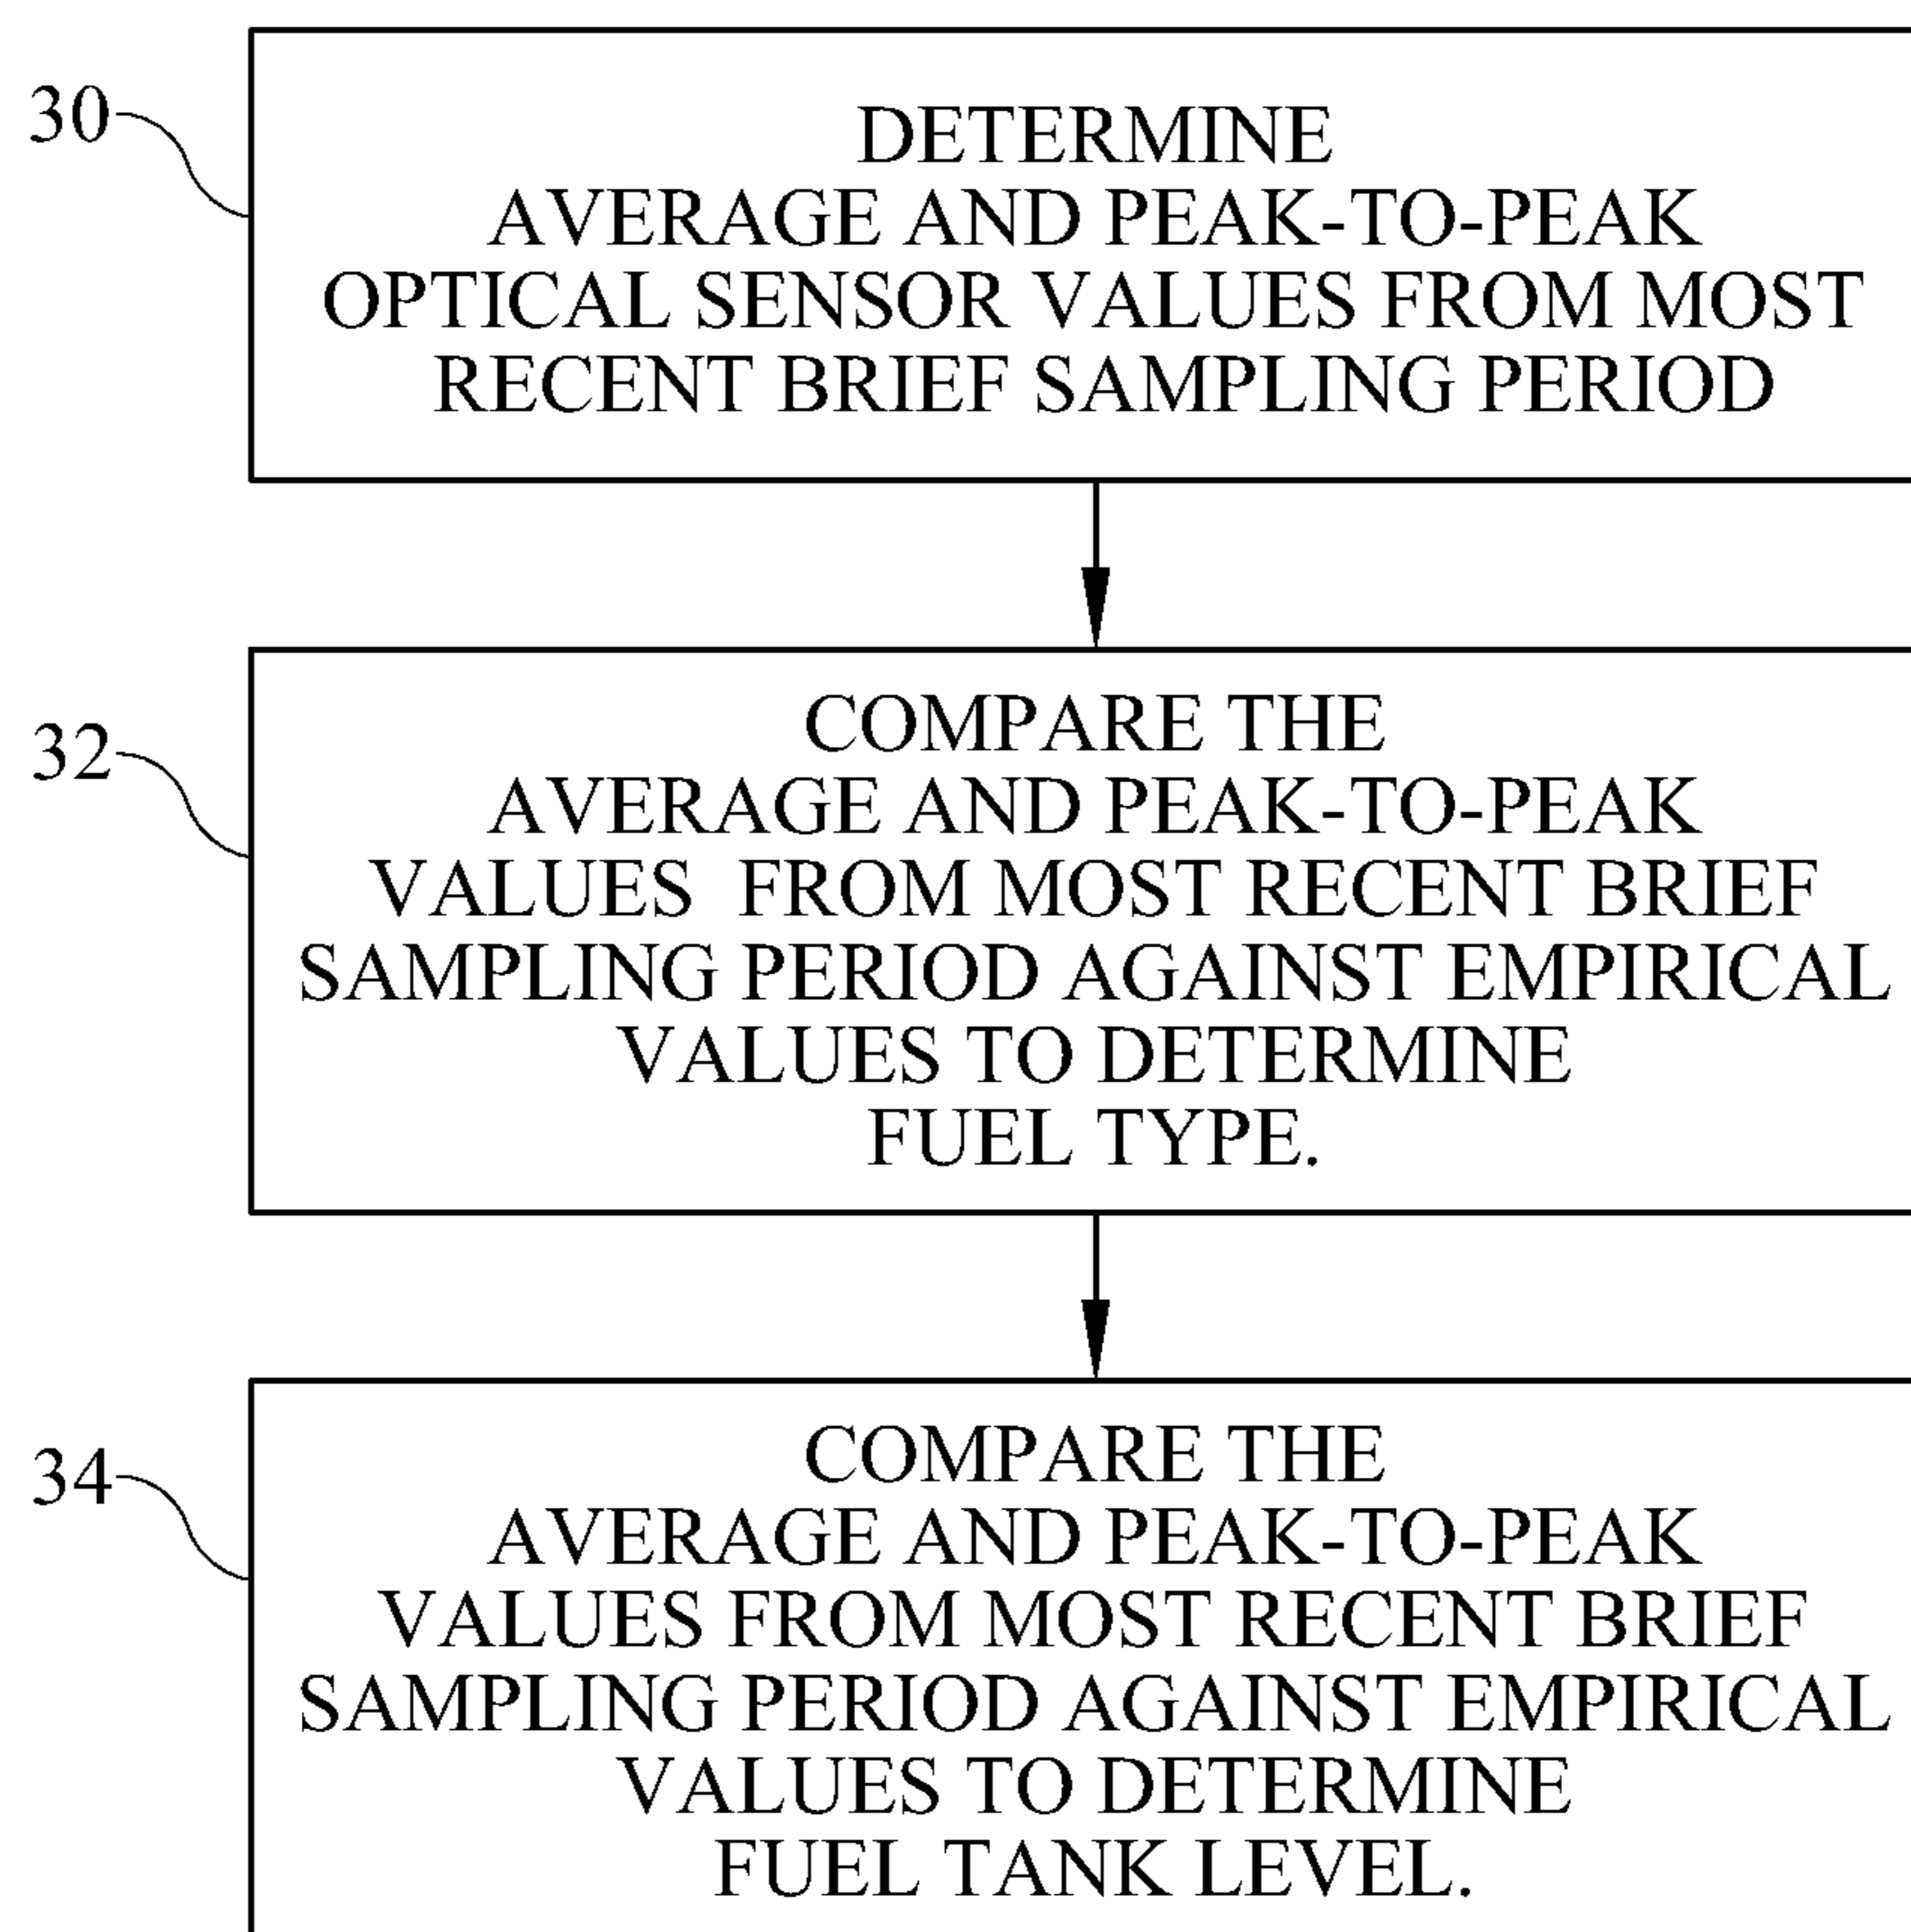 30
DETERMINE
AVERAGE AND PEAK-TO-PEAK
OPTICAL SENSOR VALUES FROM MOST
RECENT BRIEF SAMPLING PERIOD
32
COMPARE THE
AVERAGE AND PEAK-TO-PEAK
VALUES FROM MOST RECENT BRIEF
SAMPLING PERIOD AGAINST EMPIRICAL
VALUES TO DETERMINE
FUEL TYPE.
34
COMPARE THE
AVERAGE AND PEAK-TO-PEAK
VALUES FROM MOST RECENT BRIEF
SAMPLING PERIOD AGAINST EMPIRICAL
VALUES TO DETERMINE
FUEL TANK LEVEL.